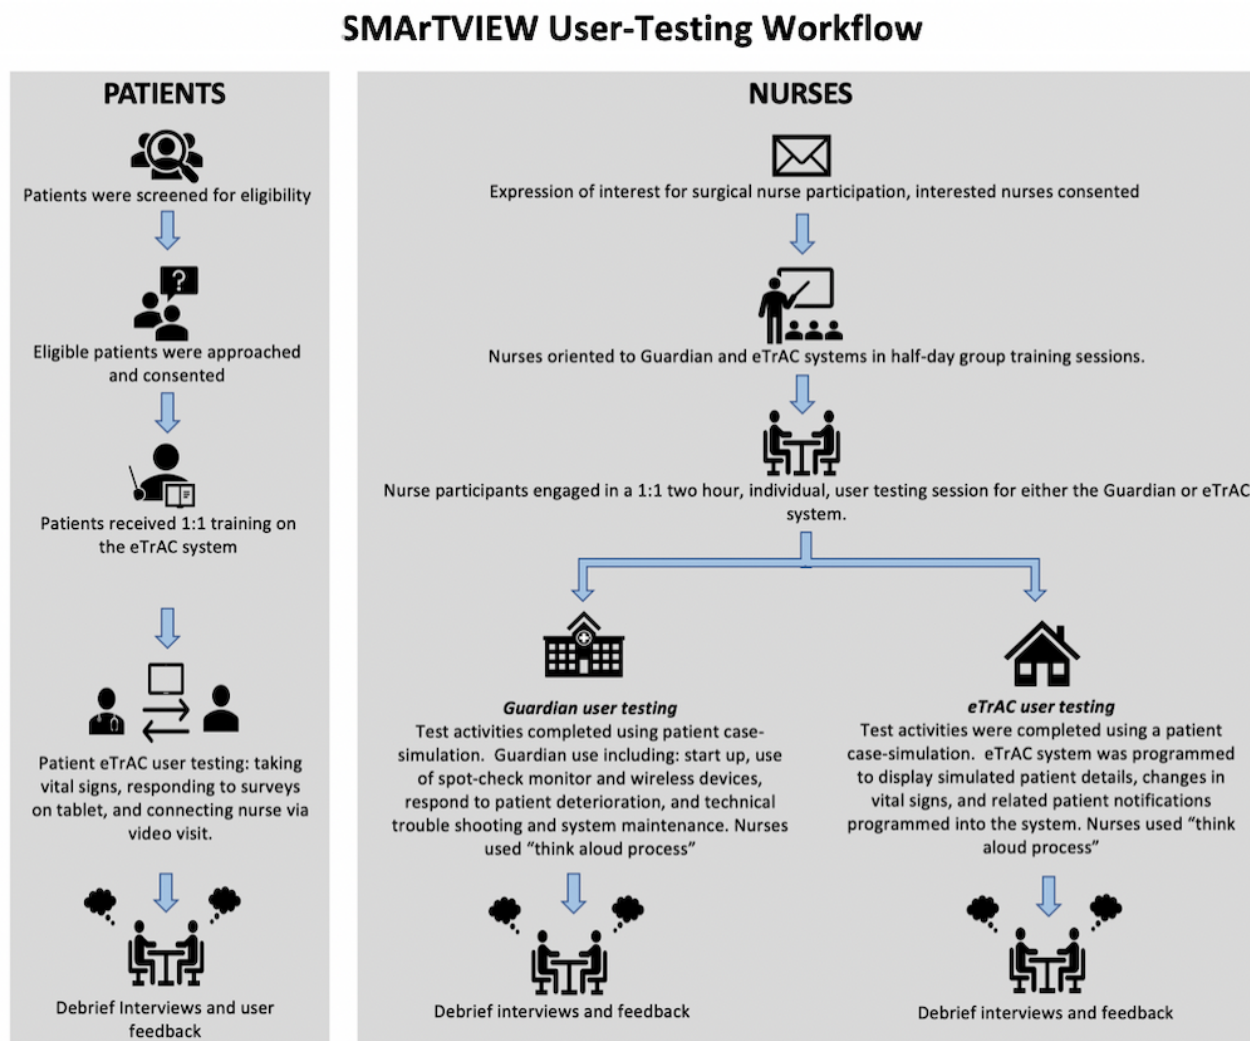 SMArTVIEW User-Testing Workflow
PATIENTS
Patients were screened for eligibility
?
Eligible patients were approached
and consented
Patients received 1:1 training on
the eTrAC system
Patient eTrAC user testing: taking
vital signs, responding to surveys
on tablet, and connecting nurse via
video visit.
Debrief Interviews and user
feedback
NURSES
Expression of interest for surgical nurse participation, interested nurses consented
Nurses oriented to Guardian and eTrAC systems in half-day group training sessions.
Nurse participants engaged in a 1:1 two hour, individual, user testing session for either the Guardian or eTrAC
system.
Guardian user testing
Test activities completed using patient case-
simulation. Guardian use including: start up, use
of spot-check monitor and wireless devices,
respond to patient deterioration, and technical
trouble shooting and system maintenance. Nurses
used “think aloud process”
Debrief interviews and feedback
eTrAC user testing
Test activities were completed using a patient
case-simulation. eTrAC system was programmed
to display simulated patient details, changes in
vital signs, and related patient notifications
programmed into the system. Nurses used “think
aloud process”
Debrief interviews and feedback